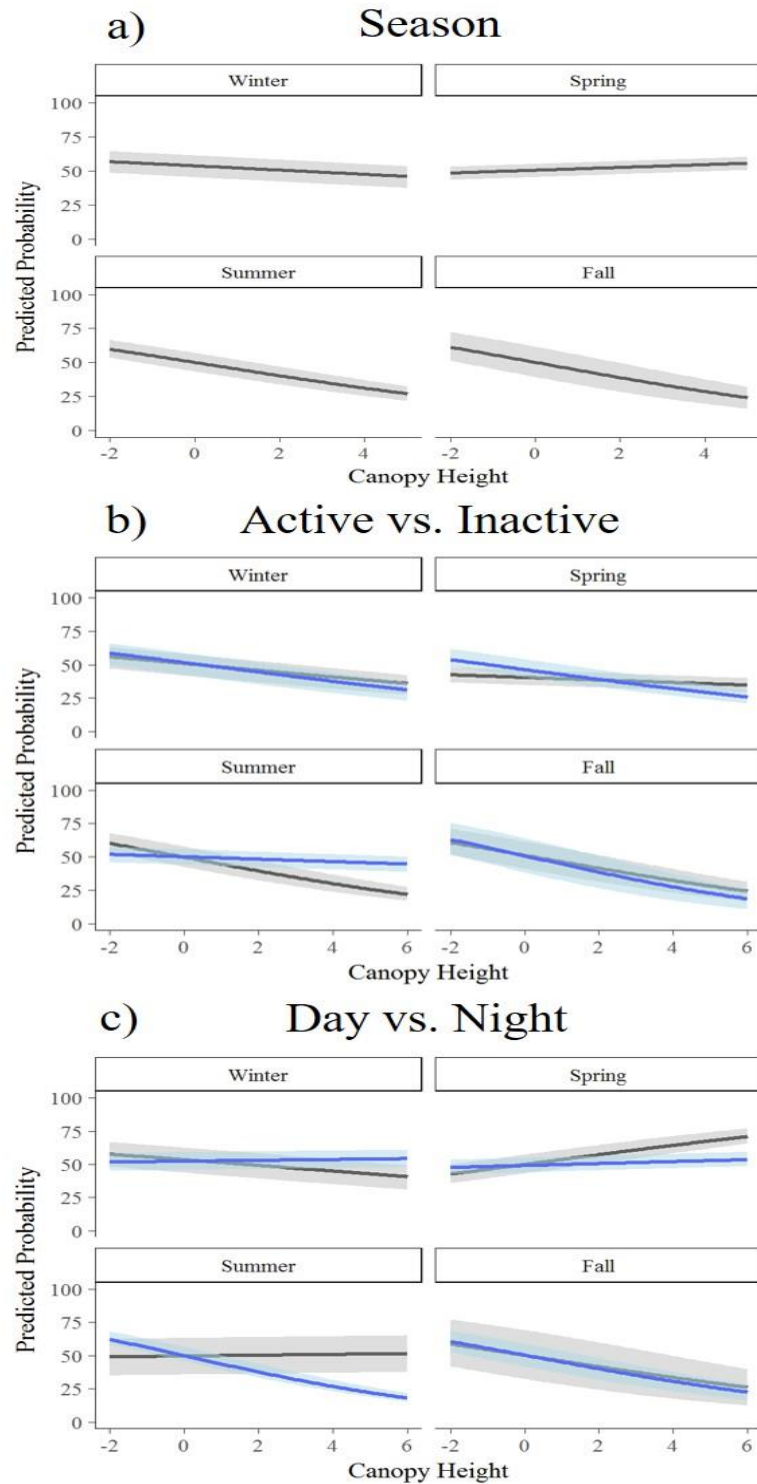 a) Season
Winter Spring
100
75
50
25
0
Summer Fall
100
75
50
25
0
Predicted Probability
-2 0 2 4 -2 0 2 4
Canopy Height
b) Active vs. Inactive
Winter Spring
100
75
50
25
0
Summer Fall
100
75
50
25
0
Predicted Probability
-2 0 2 4 6 -2 0 2 4 6
Canopy Height
c) Day vs. Night
Winter Spring
100
75
50
25
0
Summer Fall
100
75
50
25
0
Predicted Probability
-2 0 2 4 6 -2 0 2 4 6
Canopy Height